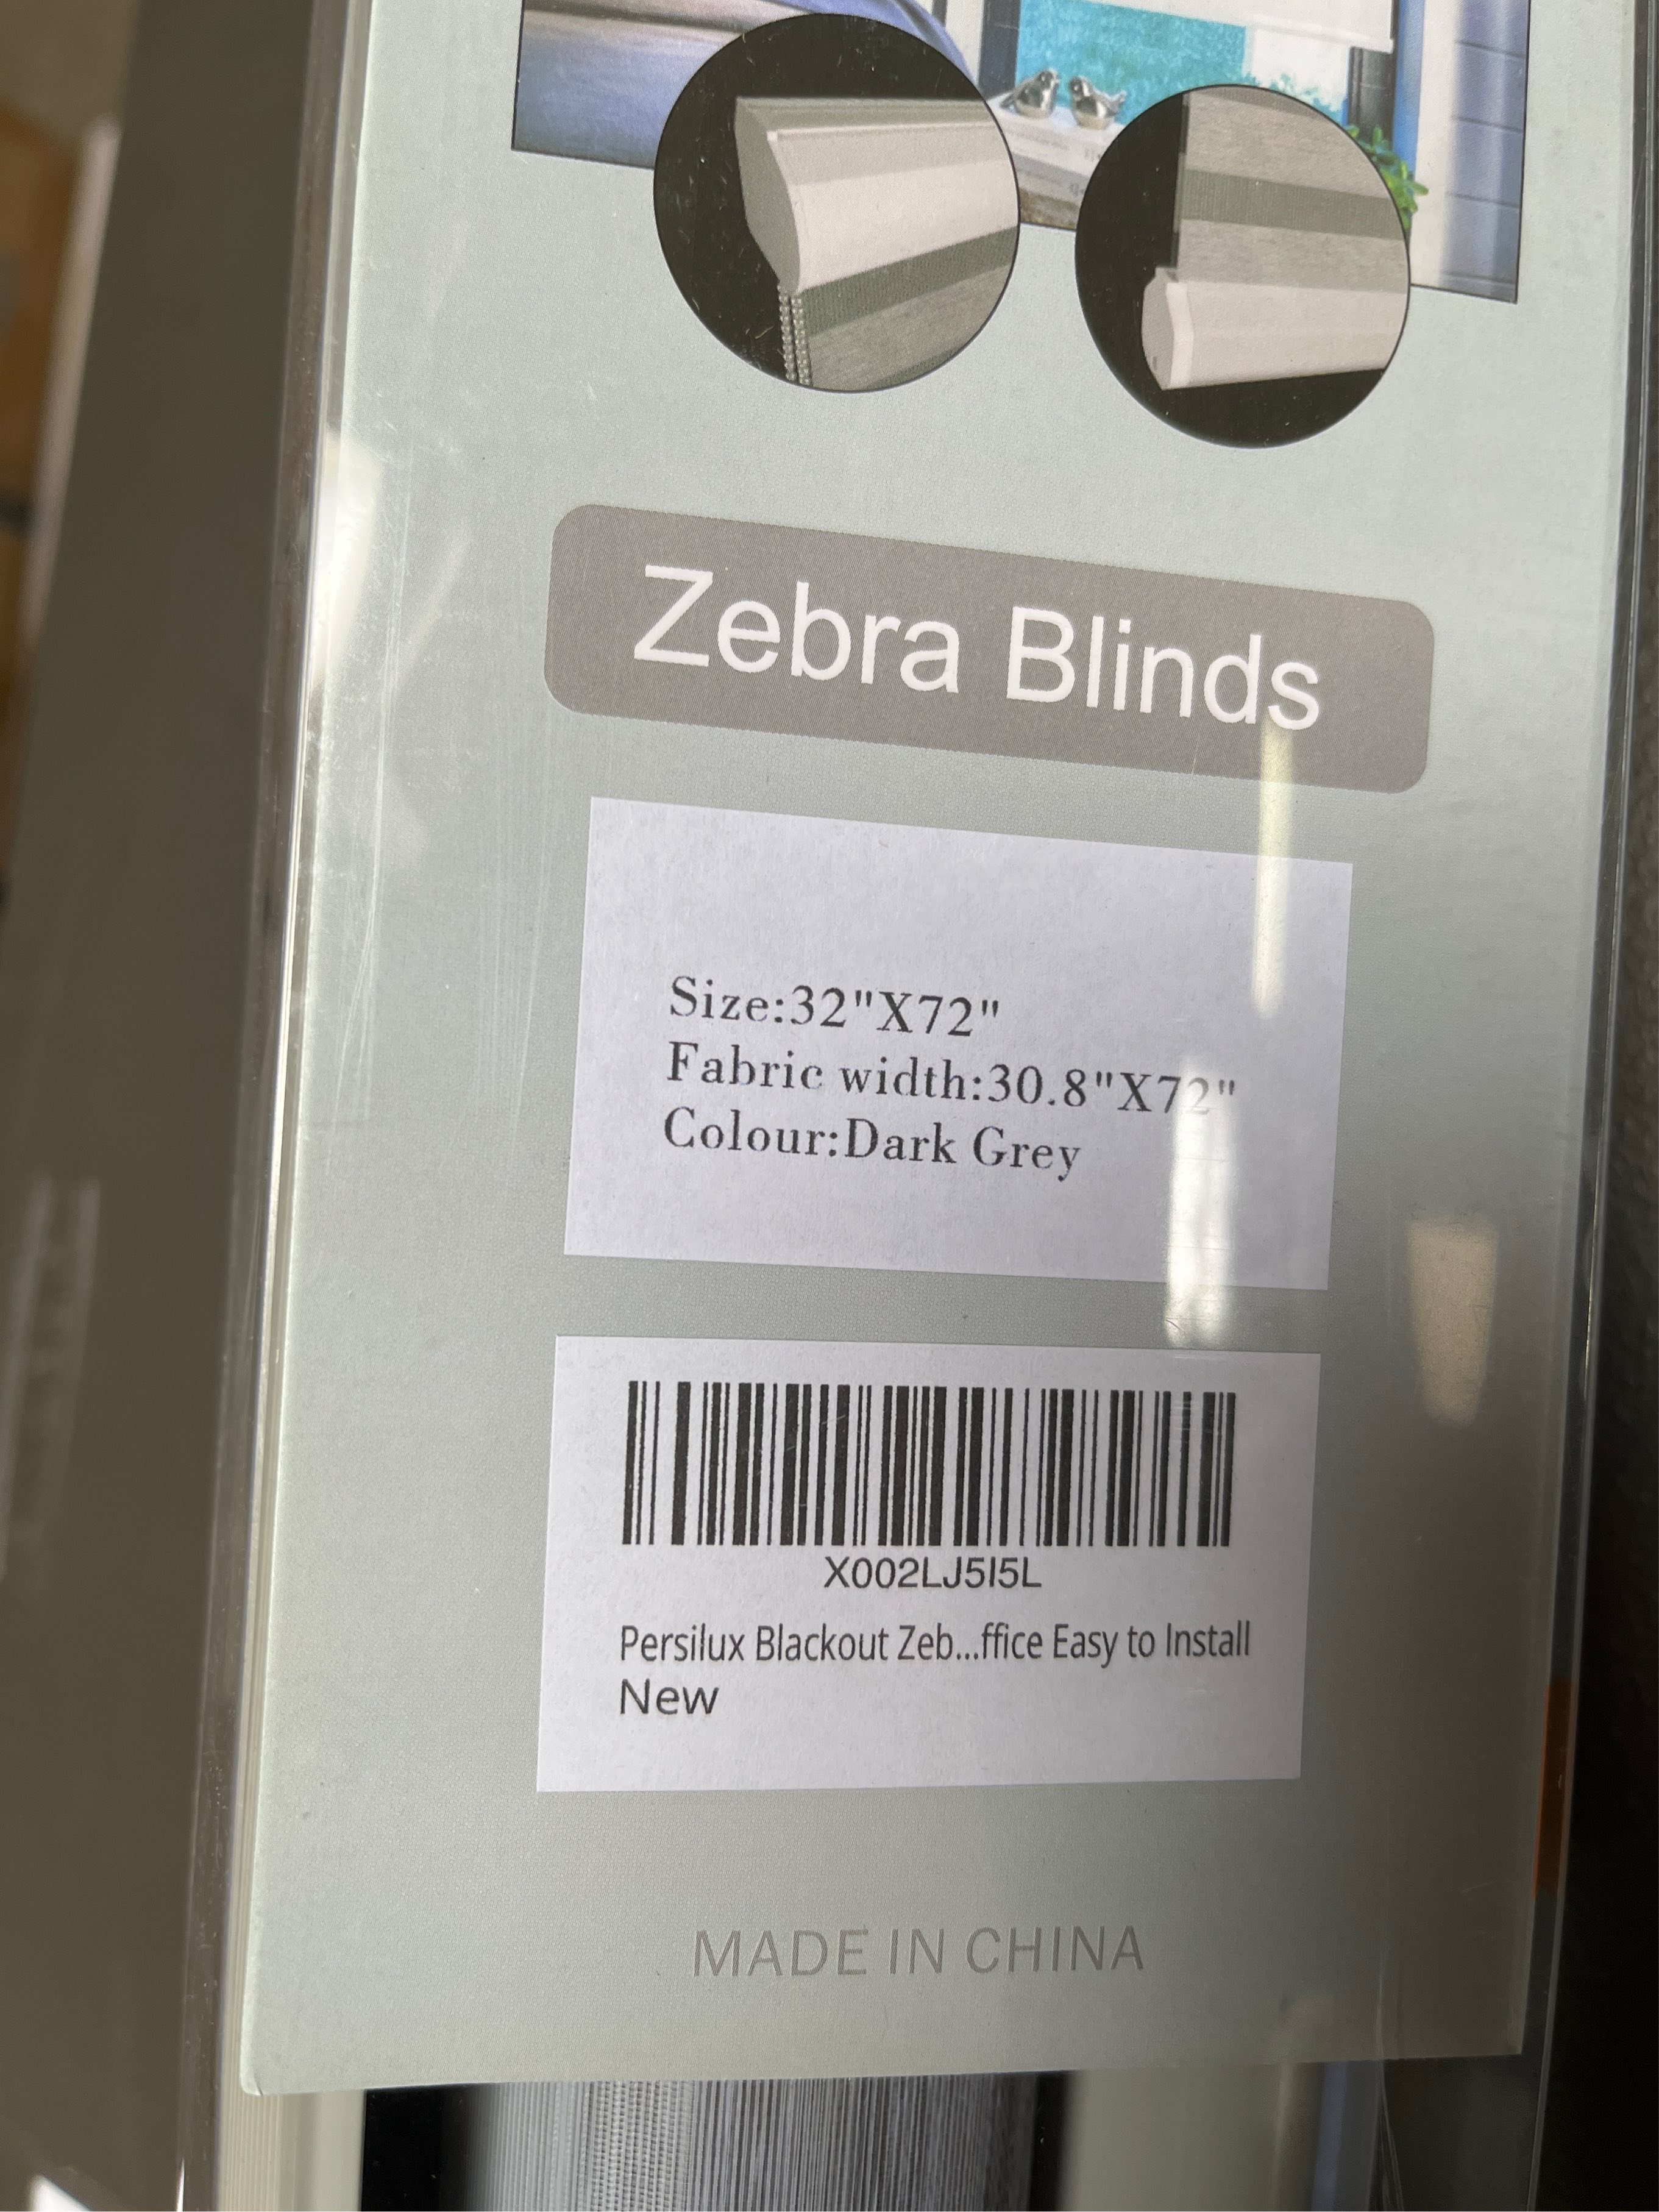 Zebra Blinds
Size:32"X72"
Fabric width:30.8"X72"
Colour:Dark Grey
X002LJ5I5L
Persilux Blackout Zeb...ffice Easy to Install
New
MADE IN CHINA